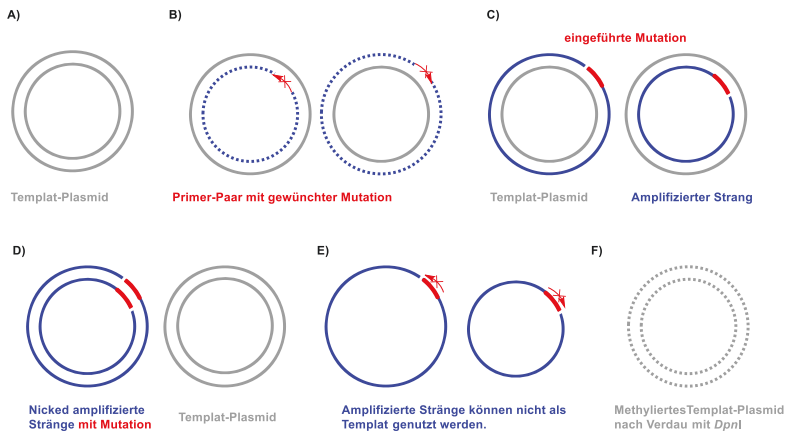 A)
B)
C)
eingeführte Mutation
Templat-Plasmid
Primer-Paar mit gewünchter Mutation
Templat-Plasmid
Amplifizierter Strang
D)
E)
F)
Nicked amplifizierte
Stränge mit Mutation
Templat-Plasmid
Amplifizierte Stränge können nicht als
Templat genutzt werden.
MethyliertesTemplat-Plasmid
nach Verdau mit DpnI